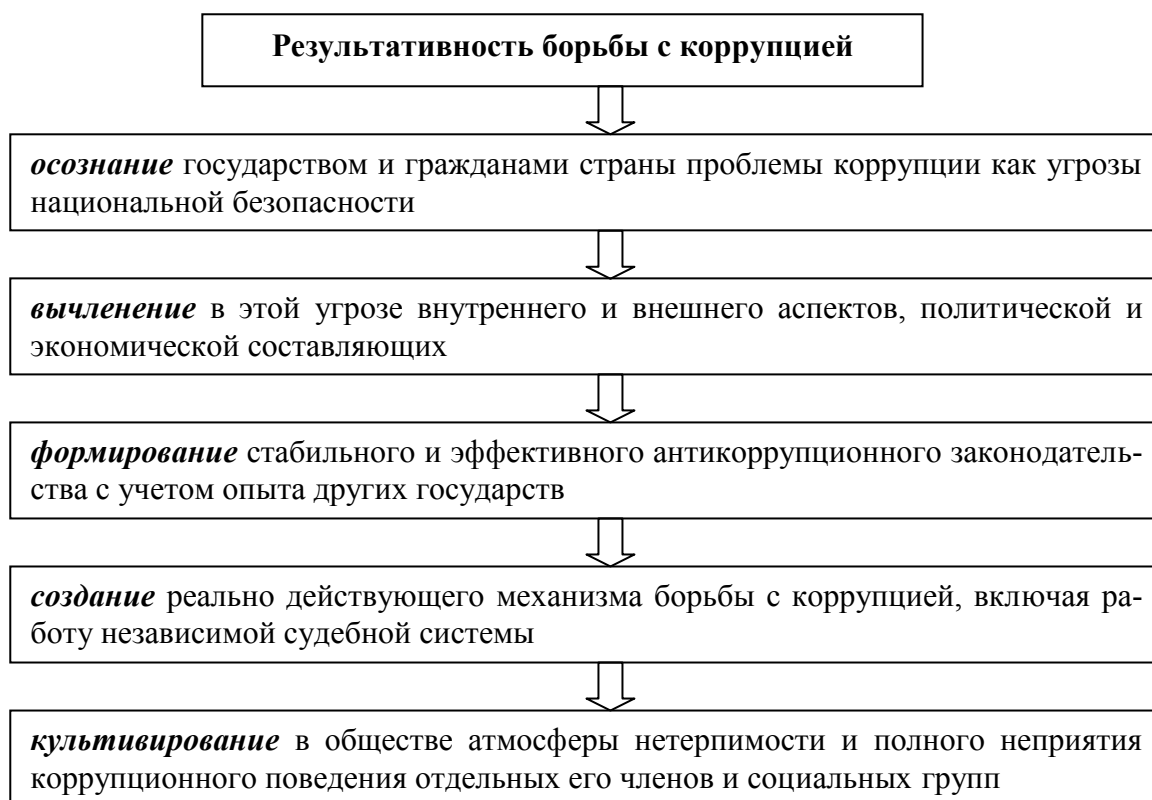 Результативность борьбы с коррупцией
осознание государством и гражданами страны проблемы коррупции как угрозы
национальной безопасности
вычленение в этой угрозе внутреннего и внешнего аспектов, политической и
экономической составляющих
формирование стабильного и эффективного антикоррупционного законодатель-
ства с учетом опыта других государств
создание реально действующего механизма борьбы с коррупцией, включая ра-
боту независимой судебной системы
культивирование в обществе атмосферы нетерпимости и полного неприятия
коррупционного поведения отдельных его членов и социальных групп